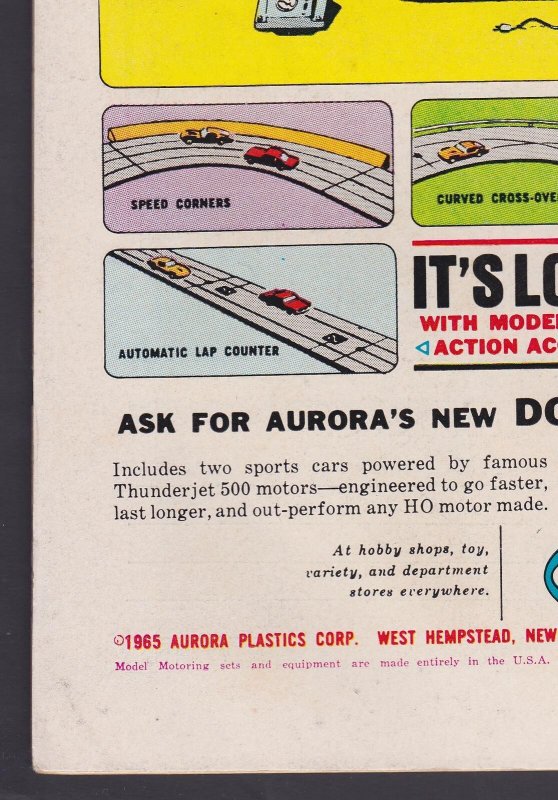 SPEED CORNERS
CURVED CROSS-OVE
AUTOMATIC LAP COUNTER
IT'S LO
WITH MODE
ACTION AC
ASK FOR AURORA'S NEW DO
Includes two sports cars powered by famous
Thunderjet 500 motors—engineered to go faster,
last longer, and out-perform any HO motor made.
At hobby shops, toy,
variety, and department
stores everywhere.
©1965 AURORA PLASTICS CORP. WEST HEMPSTEAD, NEW
Model Motoring sets and equipment are made entirely in the U.S.A.